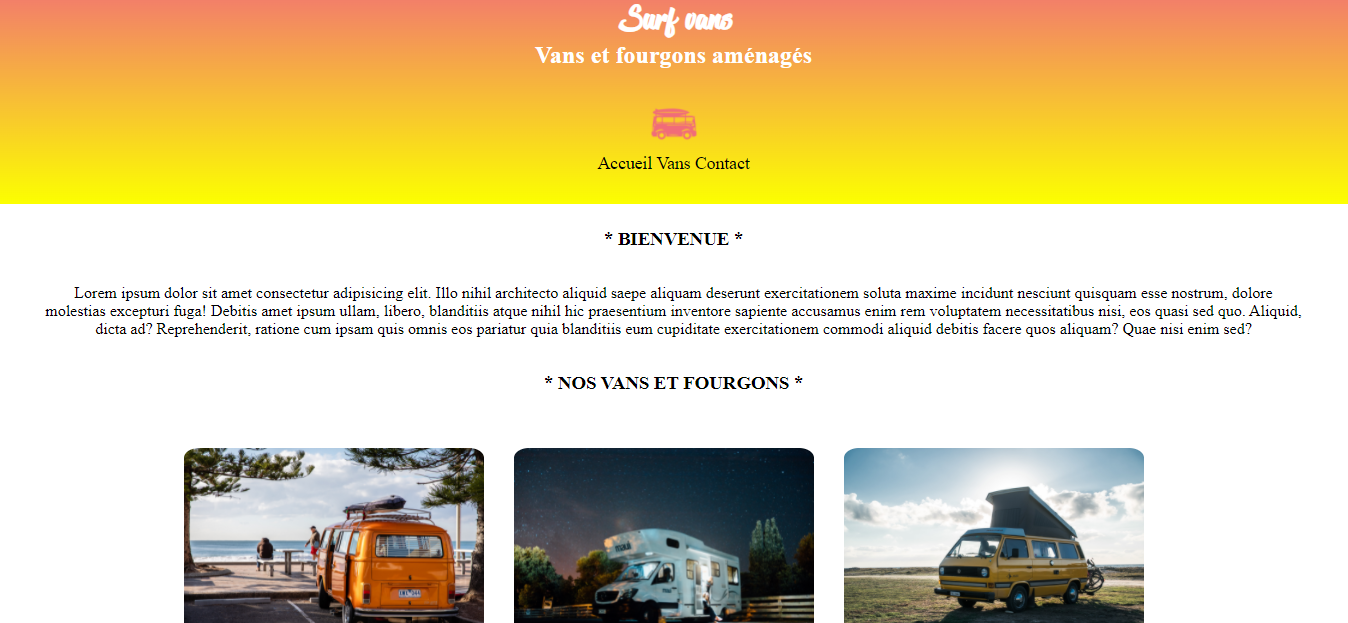 Surf vans
Vans et fourgons aménagés
Accueil Vans Contact
* BIENVENUE *
Lorem ipsum dolor sit amet consectetur adipisicing elit. Illo nihil architecto aliquid saepe aliquam deserunt exercitationem soluta maxime incidunt nesciunt quisquam esse nostrum, dolore
molestias excepturi fuga! Debitis amet ipsum ullam, libero, blanditiis atque nihil hic praesentium inventore sapiente accusamus enim rem voluptatem necessitatibus nisi, eos quasi sed quo. Aliquid,
dicta ad? Reprehenderit, ratione cum ipsam quis omnis eos pariatur quia blanditiis eum cupiditate exercitationem commodi aliquid debitis facere quos aliquam? Quae nisi enim sed?
* NOS VANS ET FOURGONS *